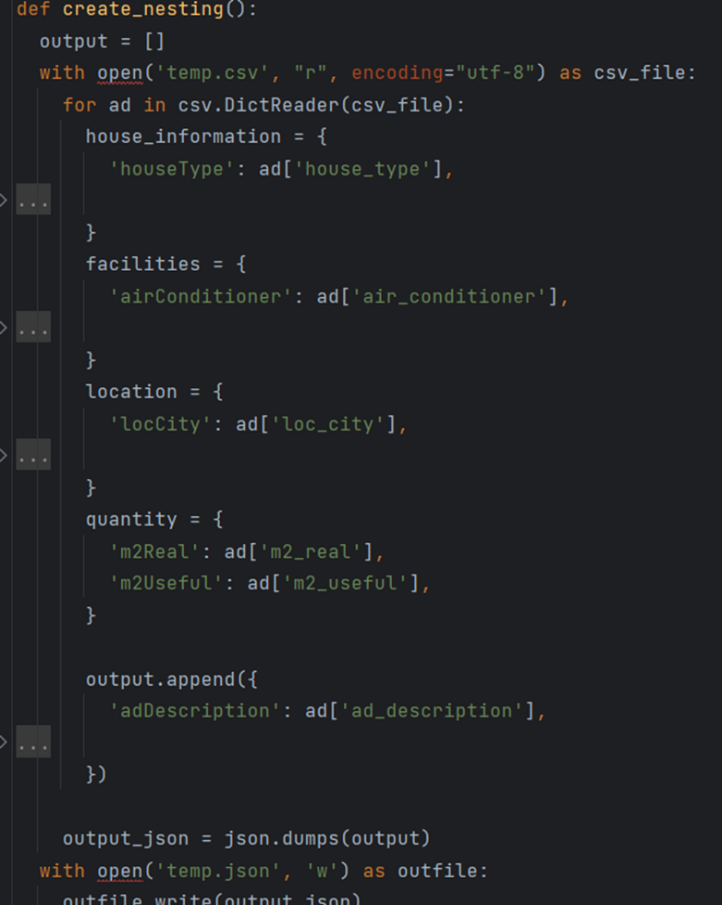 def create_nesting():
output = []
with open('temp.csv', "r", encoding="utf-8") as csv_file:
for ad in csv.DictReader(csv_file):
house_information = {
'houseType': ad['house_type'],
...
}
facilities = {
'airConditioner': ad['air_conditioner'],
...
}
location = {
'locCity': ad['loc_city'],
...
}
quantity = {
'm2Real': ad['m2_real'],
'm2Useful': ad['m2_useful'],
}
output.append({
'adDescription': ad['ad_description'],
...
})
output_json = json.dumps(output)
with open('temp.json', 'w') as outfile:
outfile.write(output_json)